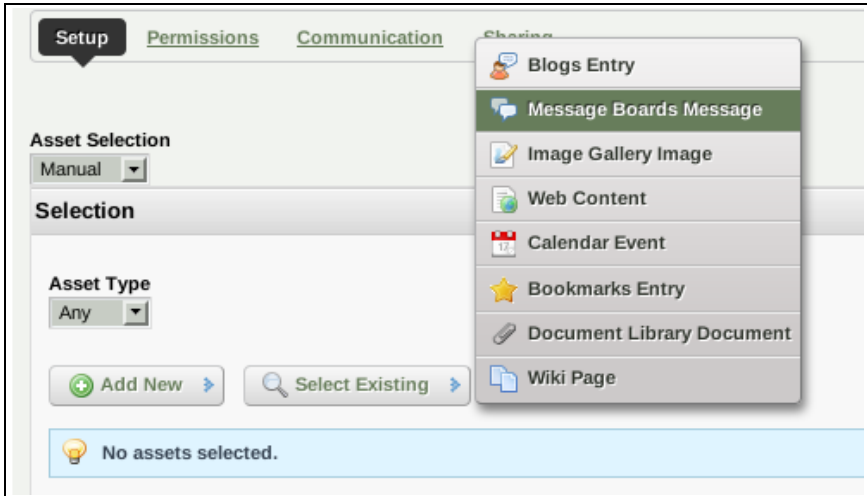 Setup Permissions Communication Sharing
Blogs Entry
Message Boards Message
Asset Selection
Manual
Image Gallery Image
Web Content
Selection
Calendar Event
Asset Type
Any
Bookmarks Entry
Document Library Document
Add New Select Existing
Wiki Page
No assets selected.